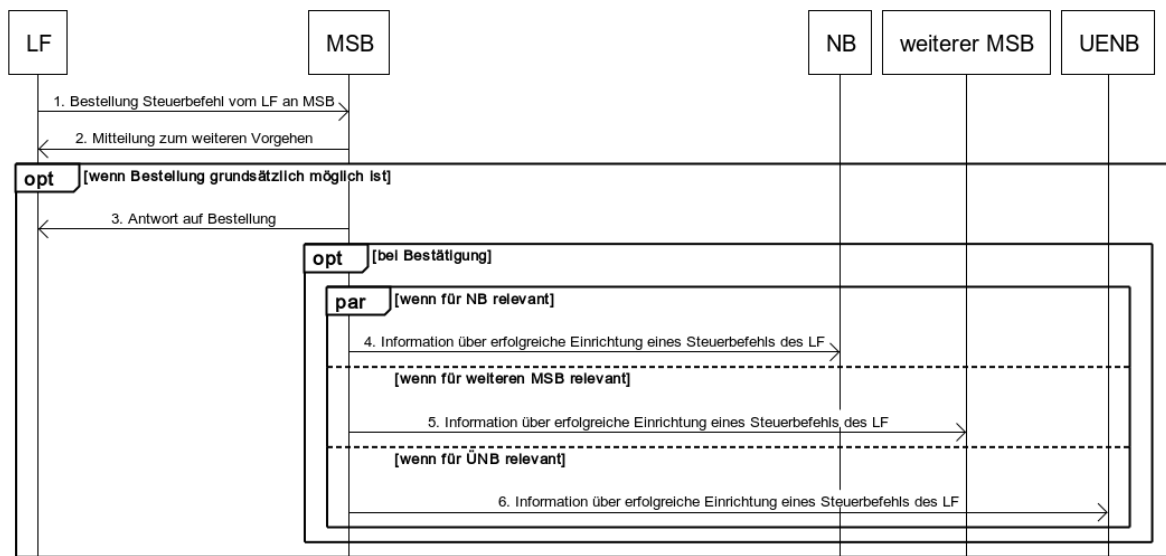 LF
MSB
NB
weiterer MSB
UENB
1. Bestellung Steuerbefehl vom LF an MSB
2. Mitteilung zum weiteren Vorgehen
opt
[wenn Bestellung grundsätzlich möglich ist]
3. Antwort auf Bestellung
opt
[bei Bestätigung]
par
[wenn für NB relevant]
4. Information über erfolgreiche Einrichtung eines Steuerbefehls des LF
[wenn für weiteren MSB relevant]
5. Information über erfolgreiche Einrichtung eines Steuerbefehls des LF
[wenn für ÜNB relevant]
6. Information über erfolgreiche Einrichtung eines Steuerbefehls des LF